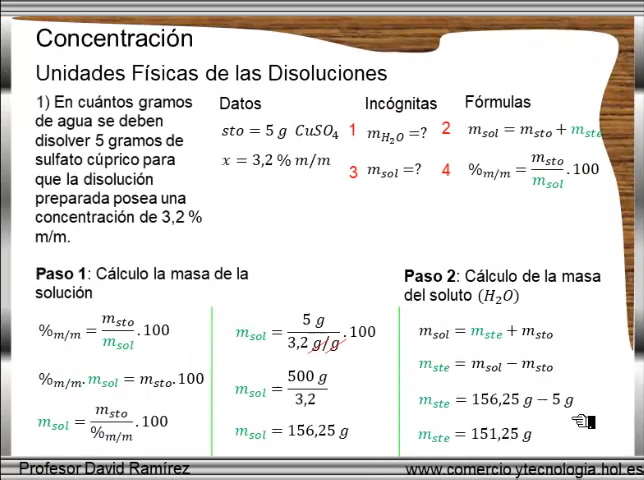 Concentración
Unidades Físicas de las Disoluciones
1) En cuántos gramos
de agua se deben
disolver 5 gramos de
sulfato cúprico para
que la disolución
preparada posea una
concentración de 3,2 %
m/m.
Datos
sto = 5 g CuSO₄
x = 3,2 % m/m
Incógnitas
1 m_{H₂O} =?
3 m_{sol} =?
Fórmulas
2 m_{sol} = m_{sto} + m_{ste}
4 %_{m/m} = m_{sto}/m_{sol} . 100
Paso 1: Cálculo la masa de la
solución
%_{m/m} = m_{sto}/m_{sol} . 100
%_{m/m}. m_{sol} = m_{sto}. 100
m_{sol} = m_{sto}/%_{m/m} . 100
m_{sol} = 5 g/3,2 g/g . 100
m_{sol} = 500 g/3,2
m_{sol} = 156,25 g
Paso 2: Cálculo de la masa
del soluto (H₂O)
m_{sol} = m_{ste} + m_{sto}
m_{ste} = m_{sol} − m_{sto}
m_{ste} = 156,25 g − 5 g
m_{ste} = 151,25 g
Profesor David Ramírez
www.comercioytecnologia.hol.es